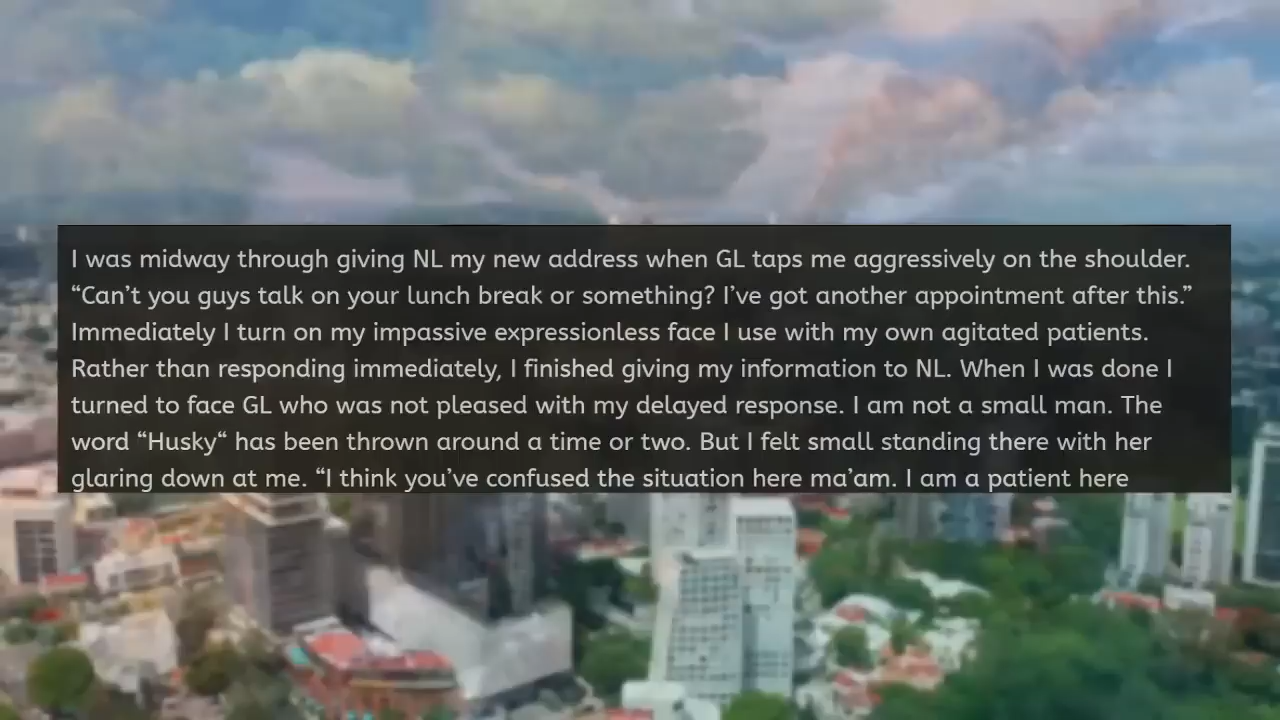 I was midway through giving NL my new address when GL taps me aggressively on the shoulder.
“Can’t you guys talk on your lunch break or something? I’ve got another appointment after this.”
Immediately I turn on my impassive expressionless face I use with my own agitated patients.
Rather than responding immediately, I finished giving my information to NL. When I was done I
turned to face GL who was not pleased with my delayed response. I am not a small man. The
word “Husky“ has been thrown around a time or two. But I felt small standing there with her
glaring down at me. “I think you’ve confused the situation here ma’am. I am a patient here